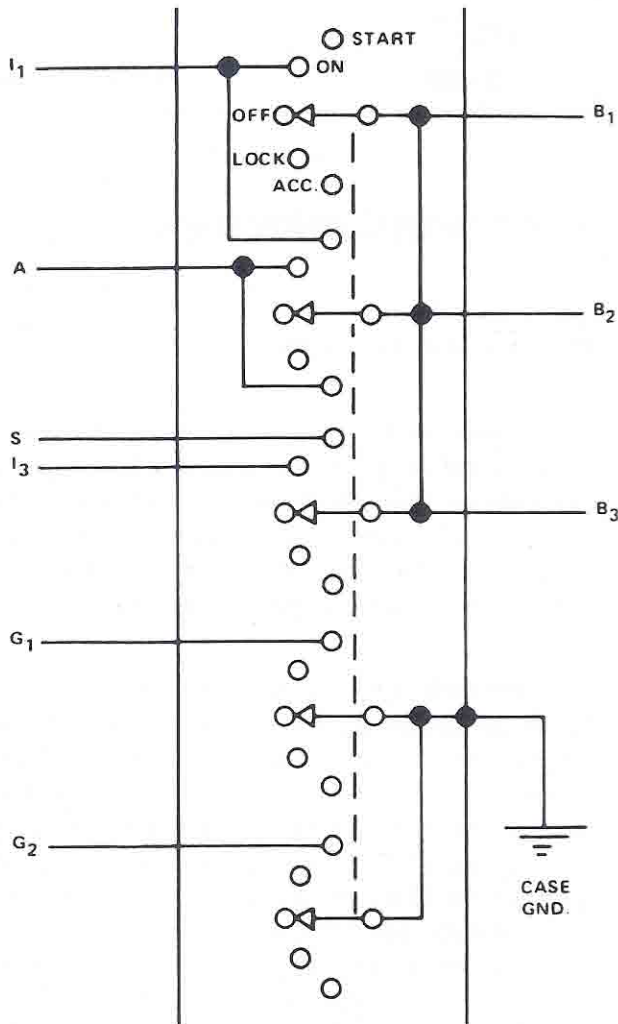 START
I1
ON
OFF
B1
LOCK
ACC.
A
B2
S
I3
B3
G1
G2
CASE
GND.